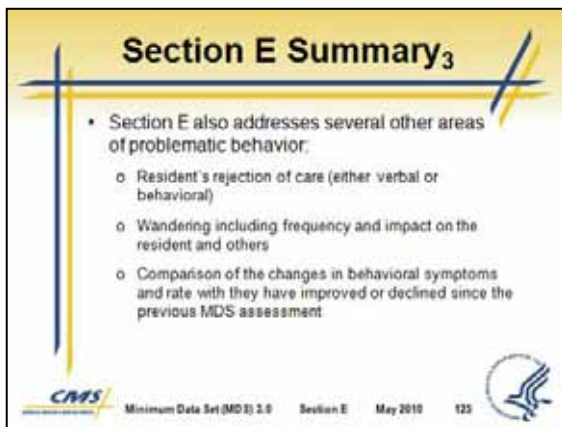 Section E Summary3
• Section E also addresses several other areas
of problematic behavior:
o Resident's rejection of care (either verbal or
behavioral)
o Wandering including frequency and impact on the
resident and others
o Comparison of the changes in behavioral symptoms
and rate with they have improved or declined since the
previous MDS assessment
CMS Minimum Data Set (MDS) 3.0 Section E May 2010 125